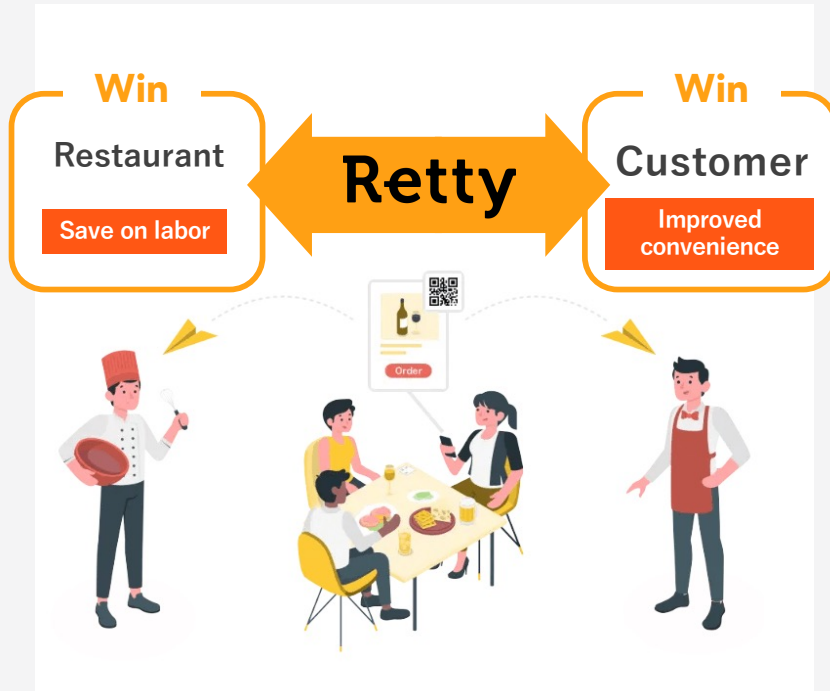 Win
Restaurant
Save on labor
Retty
Win
Customer
Improved
convenience
Order